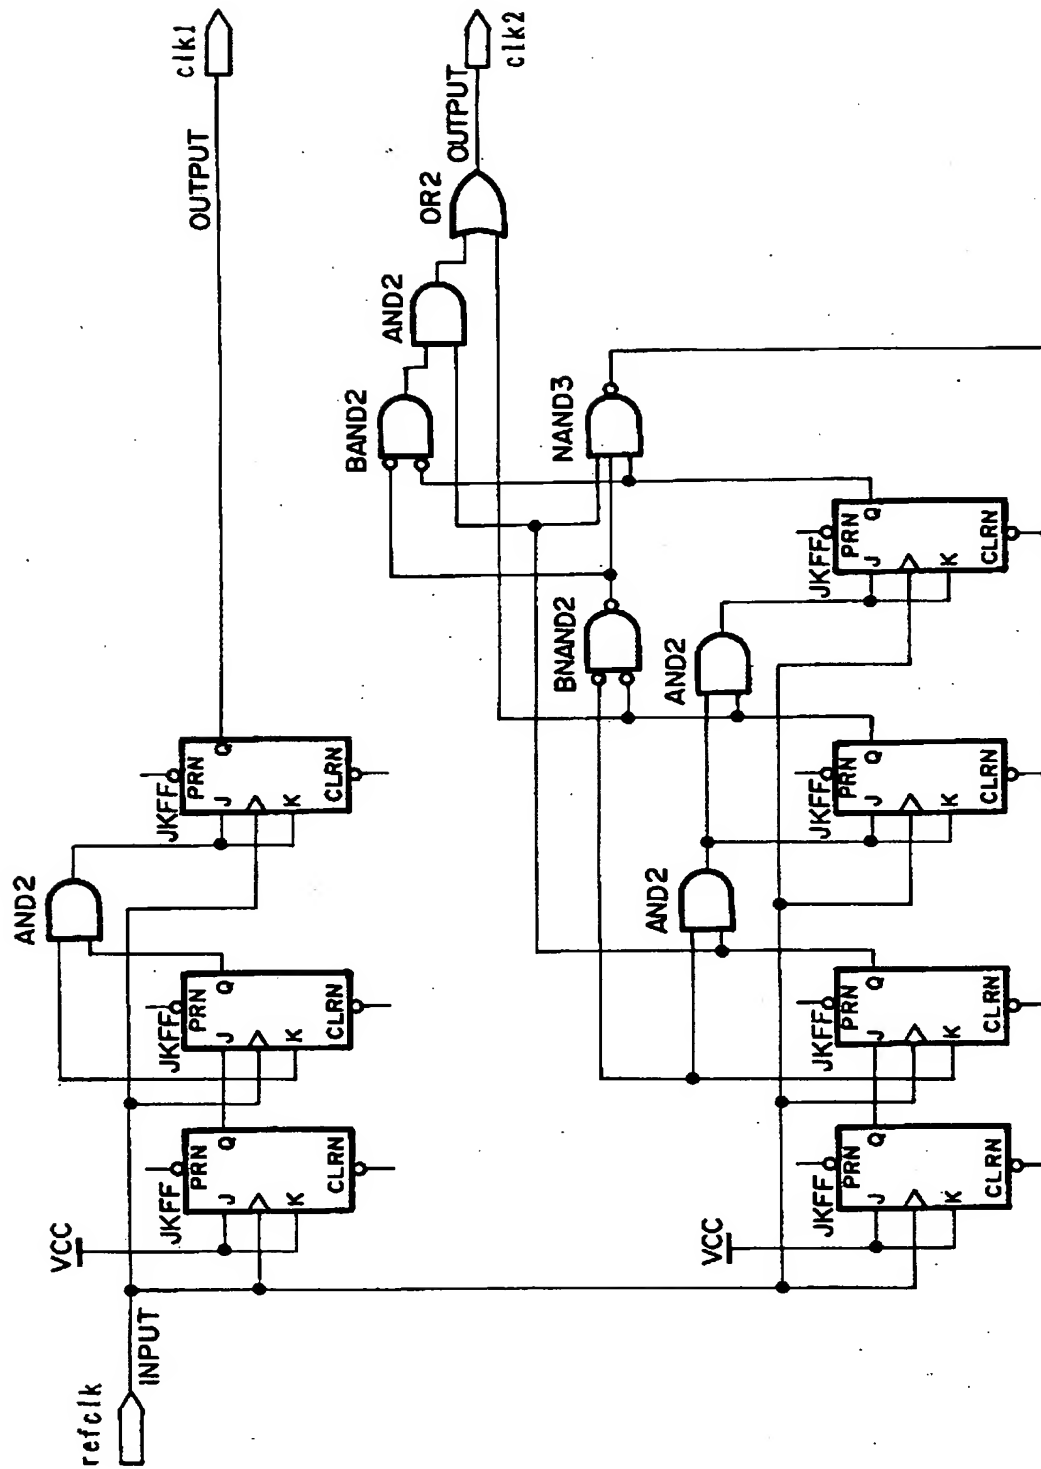 refclk
INPUT
VCC
JKFF
PRN
J
Q
K
CLRN
JKFF
PRN
J
Q
K
CLRN
AND2
JKFF
PRN
J
Q
K
CLRN
OUTPUT
clk1
VCC
JKFF
PRN
J
Q
K
CLRN
JKFF
PRN
J
Q
K
CLRN
AND2
JKFF
PRN
J
Q
K
CLRN
AND2
JKFF
PRN
J
Q
K
CLRN
BNAND2
NAND3
BAND2
AND2
OR2
OUTPUT
clk2